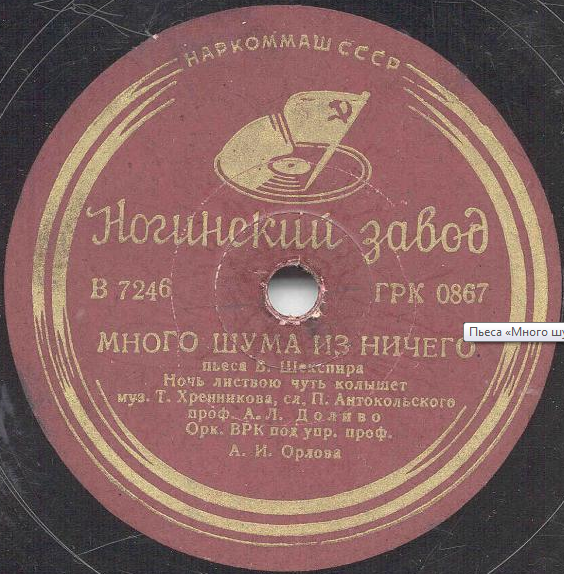 НАРКОММАШ СССР
Ногинский завод
В 7246 ГРК 0867
Пьеса «Много шу
МНОГО ШУМА ИЗ НИЧЕГО
пьеса В. Шекспира
Ночь листвою чуть колышет
муз. Т. Хренникова, сл. П. Антокольского
проф. А. Л. Доливо
Орк. ВРК под упр. проф.
А. И. Орлова